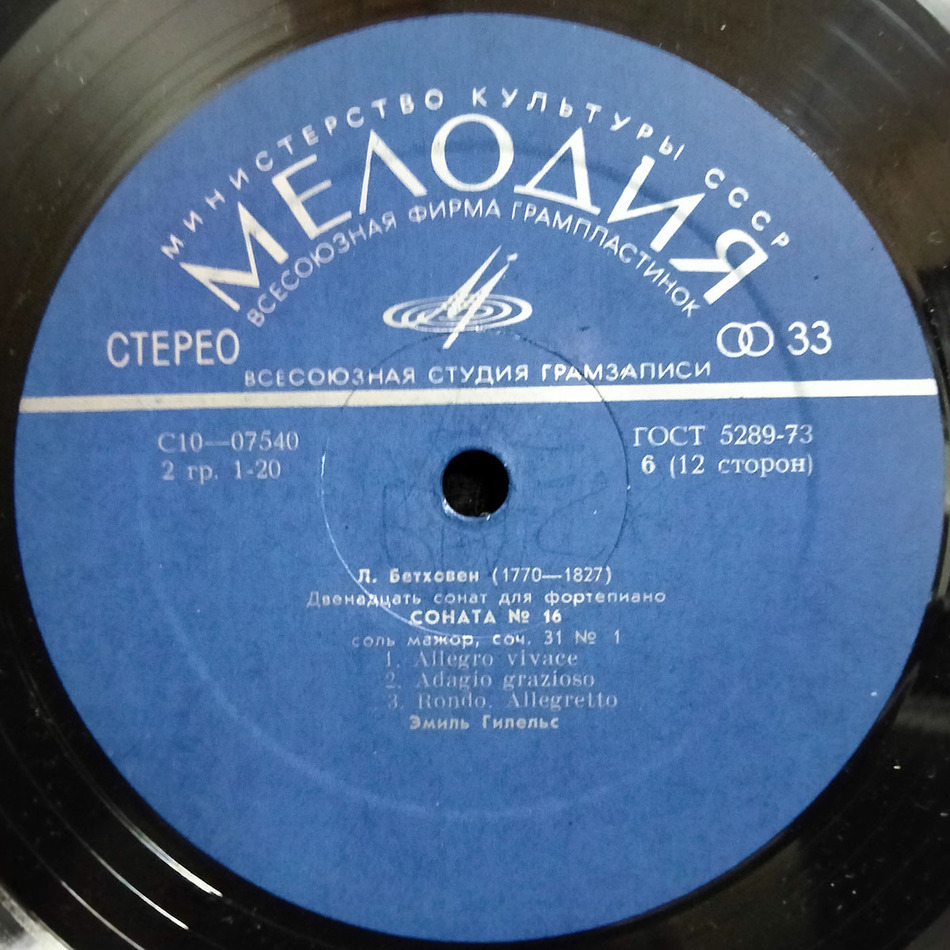 МИНИСТЕРСТВО КУЛЬТУРЫ СССР
МЕЛОДИЯ
ВСЕСОЮЗНАЯ ФИРМА ГРАМПЛАСТИНОК
СТЕРЕО
33
ВСЕСОЮЗНАЯ СТУДИЯ ГРАМЗАПИСИ
С10—07540
ГОСТ 5289-73
2 гр. 1-20
6 (12 сторон)
Л. Бетховен (1770—1827)
Двенадцать сонат для фортепиано
СОНАТА № 16
соль мажор, соч. 31 № 1
1. Allegro vivace
2. Adagio grazioso
3. Rondo. Allegretto
Эмиль Гилельс